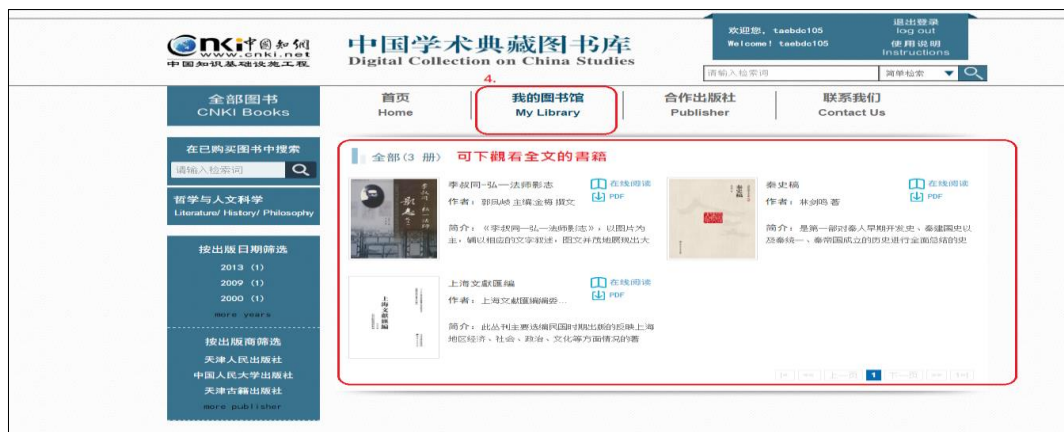 cnki中国知网
www.cnki.net
中国知识基础设施工程
中国学术典藏图书库
Digital Collection on China Studies
欢迎您，taebdc105
Welcome! taebdc105
退出登录
log out
使用说明
Instructions
请输入检索词
简单检索
4.
全部图书
CNKI Books
首页
Home
我的图书馆
My Library
合作出版社
Publisher
联系我们
Contact Us
在已购买图书中搜索
请输入检索词
哲学与人文科学
Literature/ History/ Philosophy
按出版日期筛选
2013 (1)
2009 (1)
2000 (1)
more years
按出版商筛选
天津人民出版社
中国人民大学出版社
天津古籍出版社
more publisher
全部(3 册) 可下觀看全文的書籍
李叔同-弘一法师影志
在线阅读
作者：郭凤岐 主编;金梅 撰文
PDF
简介：《李叔同-弘一法师影志》，以图片为
主，辅以相应的文字叙述，图文并茂地展现出大
秦史稿
在线阅读
作者：林剑鸣 著
PDF
简介：是第一部对秦人早期开发史、秦建国史以
及秦统一、秦帝国成立的历史进行全面总结的史
上海文獻匯編
在线阅读
作者：上海文獻匯編编委...
PDF
简介：此丛刊主要选编民国时期出版的反映上海
地区经济、社会、政治、文化等方面情况的著
上一页 1 下一页